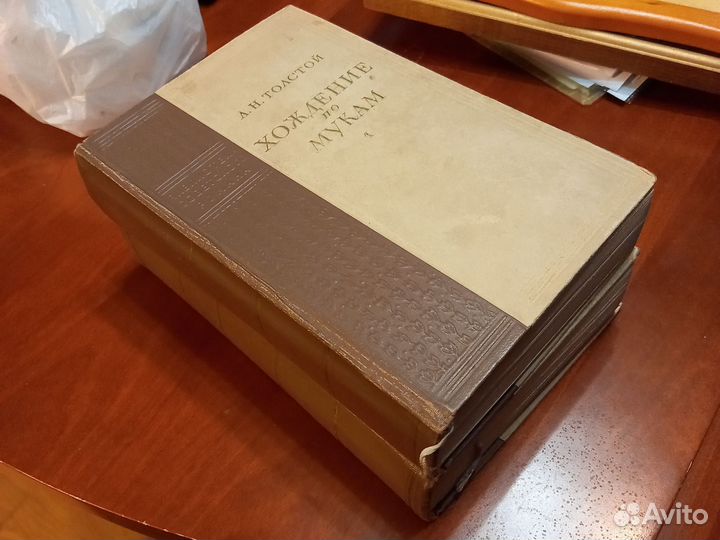 А.Н. ТОЛСТОЙ
ХОЖДЕНИЕ
ПО
МУКАМ
1
Avito